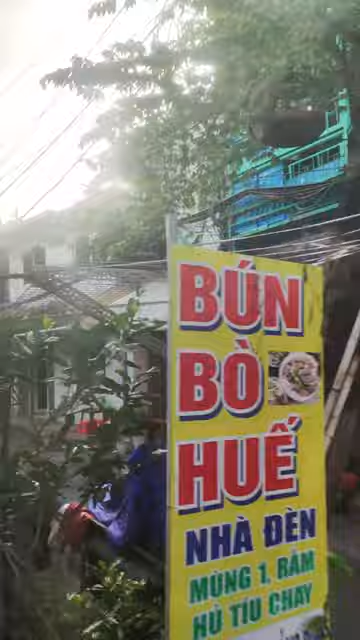 BÚN
BÒ
HUẾ
NHÀ ĐÈN
MÙNG 1, RẰM
HỦ TÍU CHAY